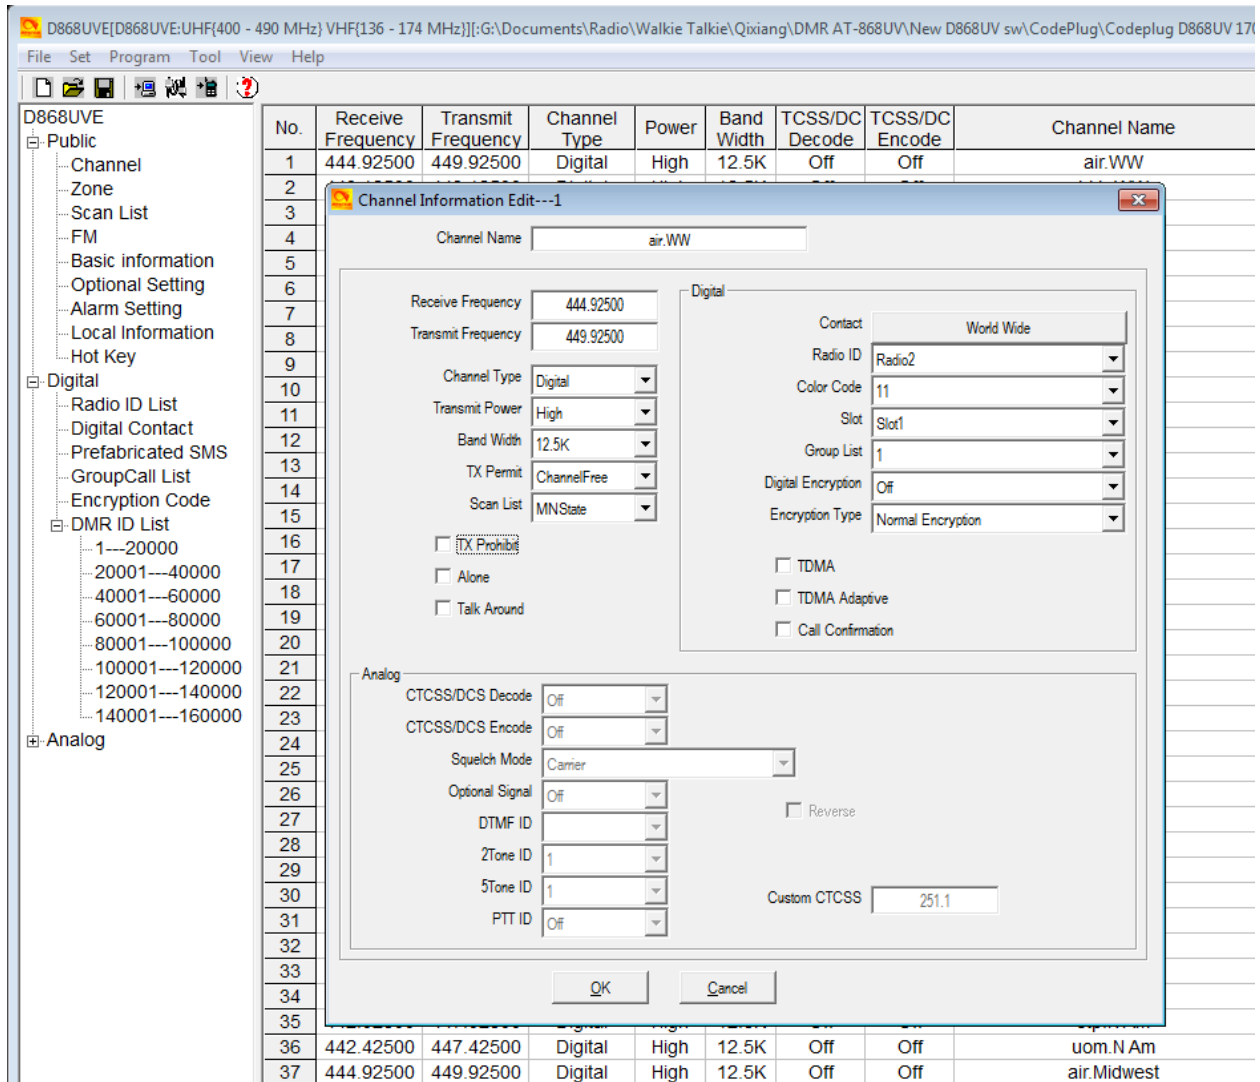 D868UVE[D868UVE:UHF{400 - 490 MHz} VHF{136 - 174 MHz}][:G:\Documents\Radio\Walkie Talkie\Qixiang\DMR AT-868UV\New D868UV sw\CodePlug\Codeplug D868UV 170
File Set Program Tool View Help
D868UVE
Public
Channel
Zone
Scan List
FM
Basic information
Optional Setting
Alarm Setting
Local Information
Hot Key
Digital
Radio ID List
Digital Contact
Prefabricated SMS
GroupCall List
Encryption Code
DMR ID List
1---20000
20001---40000
40001---60000
60001---80000
80001---100000
100001---120000
120001---140000
140001---160000
Analog
No. Receive Frequency Transmit Frequency Channel Type Power Band Width TCSS/DC Decode TCSS/DC Encode Channel Name
1 444.92500 449.92500 Digital High 12.5K Off Off air.WW
2
3
4
5
6
7
8
9
10
11
12
13
14
15
16
17
18
19
20
21
22
23
24
25
26
27
28
29
30
31
32
33
34
35
36 442.42500 447.42500 Digital High 12.5K Off Off uom.N Am
37 444.92500 449.92500 Digital High 12.5K Off Off air.Midwest
Channel Information Edit---1
Channel Name air.WW
Receive Frequency 444.92500
Transmit Frequency 449.92500
Channel Type Digital
Transmit Power High
Band Width 12.5K
TX Permit ChannelFree
Scan List MNState
TX Prohibit
Alone
Talk Around
Digital
Contact World Wide
Radio ID Radio2
Color Code 11
Slot Slot1
Group List 1
Digital Encryption Off
Encryption Type Normal Encryption
TDMA
TDMA Adaptive
Call Confirmation
Analog
CTCSS/DCS Decode Off
CTCSS/DCS Encode Off
Squelch Mode Carrier
Optional Signal Off
DTMF ID
2Tone ID 1
5Tone ID 1
PTT ID Off
Reverse
Custom CTCSS 251.1
OK Cancel